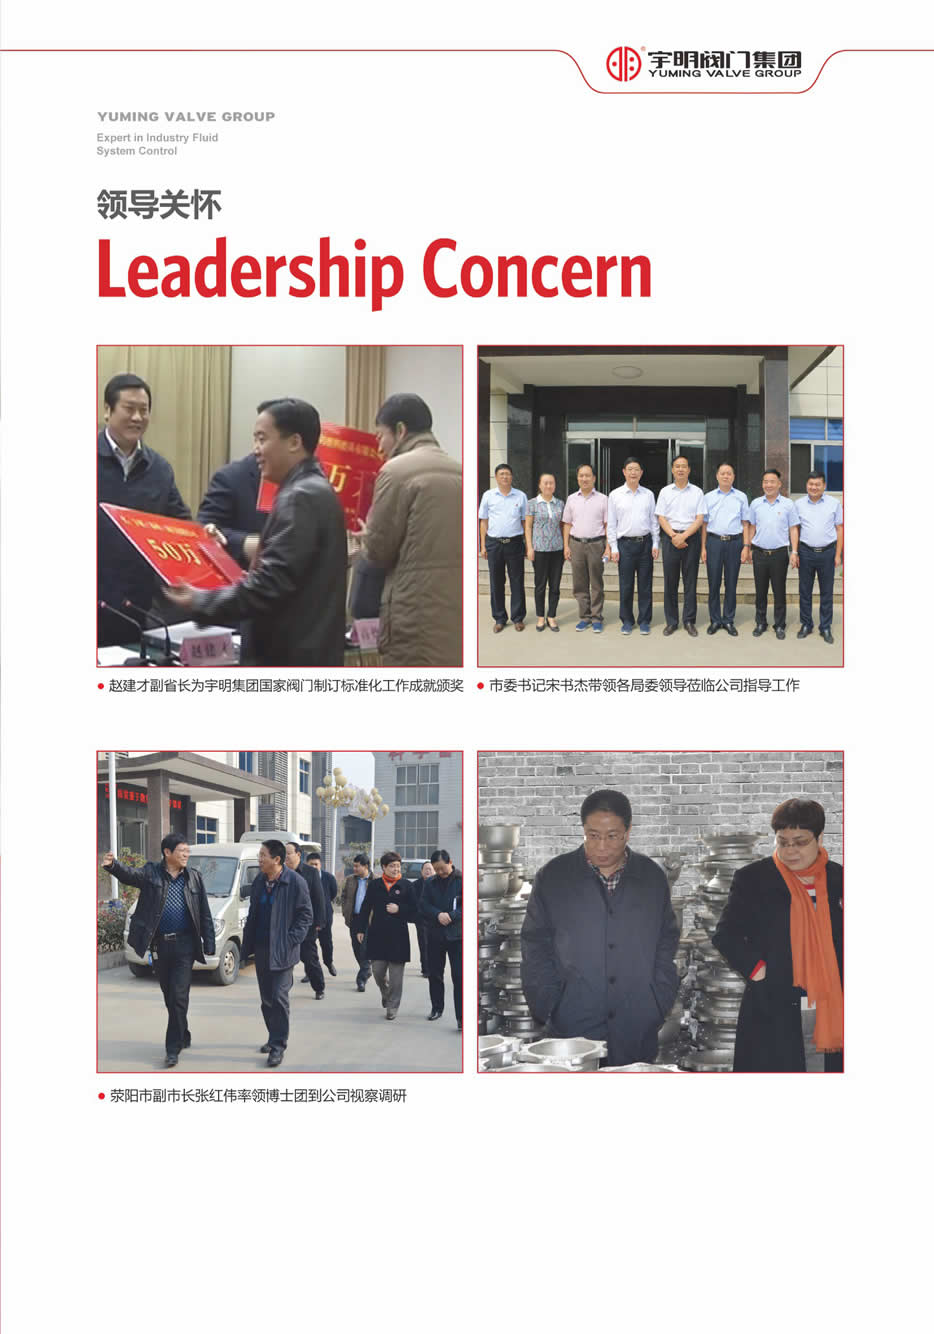 宇明阀门集团
YUMING VALVE GROUP
YUMING VALVE GROUP
Expert in Industry Fluid
System Control
领导关怀
Leadership Concern
50万
万
赵建才副省长为宇明集团国家阀门制订标准化工作成就颁奖
市委书记宋书杰带领各局委领导莅临公司指导工作
荥阳市副市长张红伟率领博士团到公司视察调研